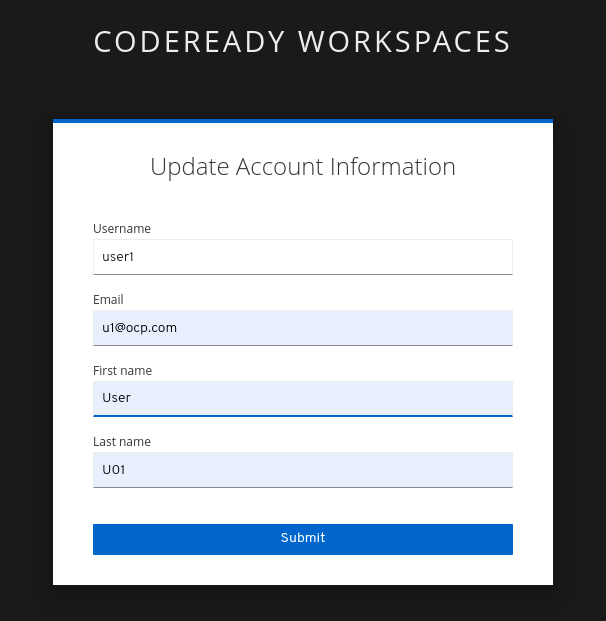 CODEREADY WORKSPACES
Update Account Information
Username
user1
Email
u1@ocp.com
First name
User
Last name
U01
Submit